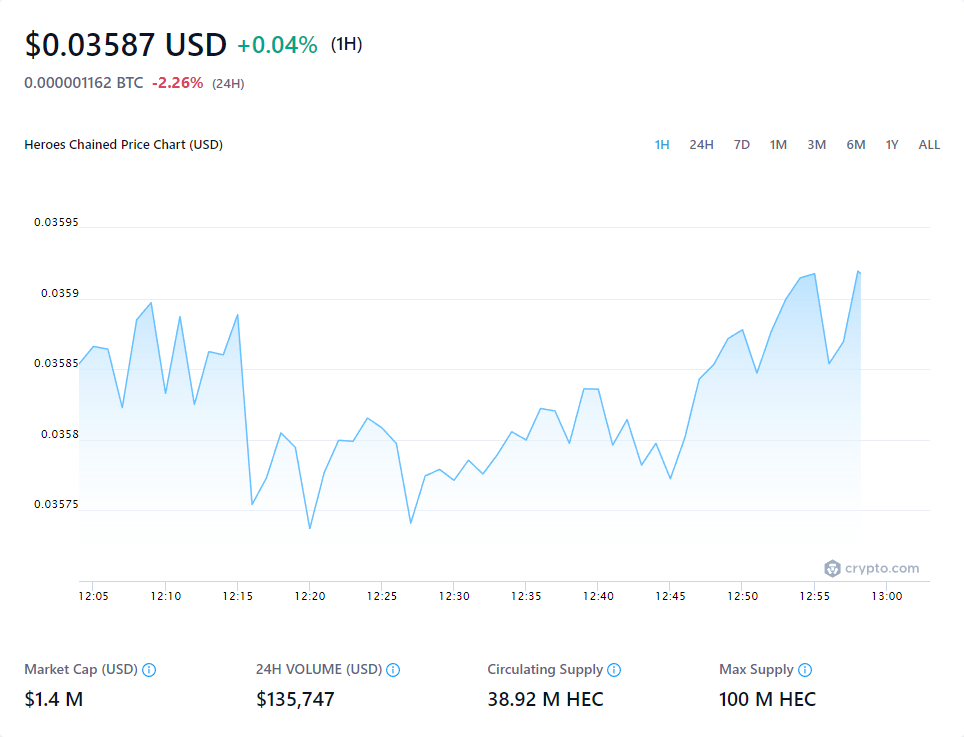 $0.03587 USD +0.04% (1H)
0.000001162 BTC -2.26% (24H)
Heroes Chained Price Chart (USD) 1H 24H 7D 1M 3M 6M 1Y ALL
0.03595
0.0359
0.03585
0.0358
0.03575
crypto.com
12:05 12:10 12:15 12:20 12:25 12:30 12:35 12:40 12:45 12:50 12:55 13:00
Market Cap (USD) 24H VOLUME (USD) Circulating Supply Max Supply
$1.4 M $135,747 38.92 M HEC 100 M HEC